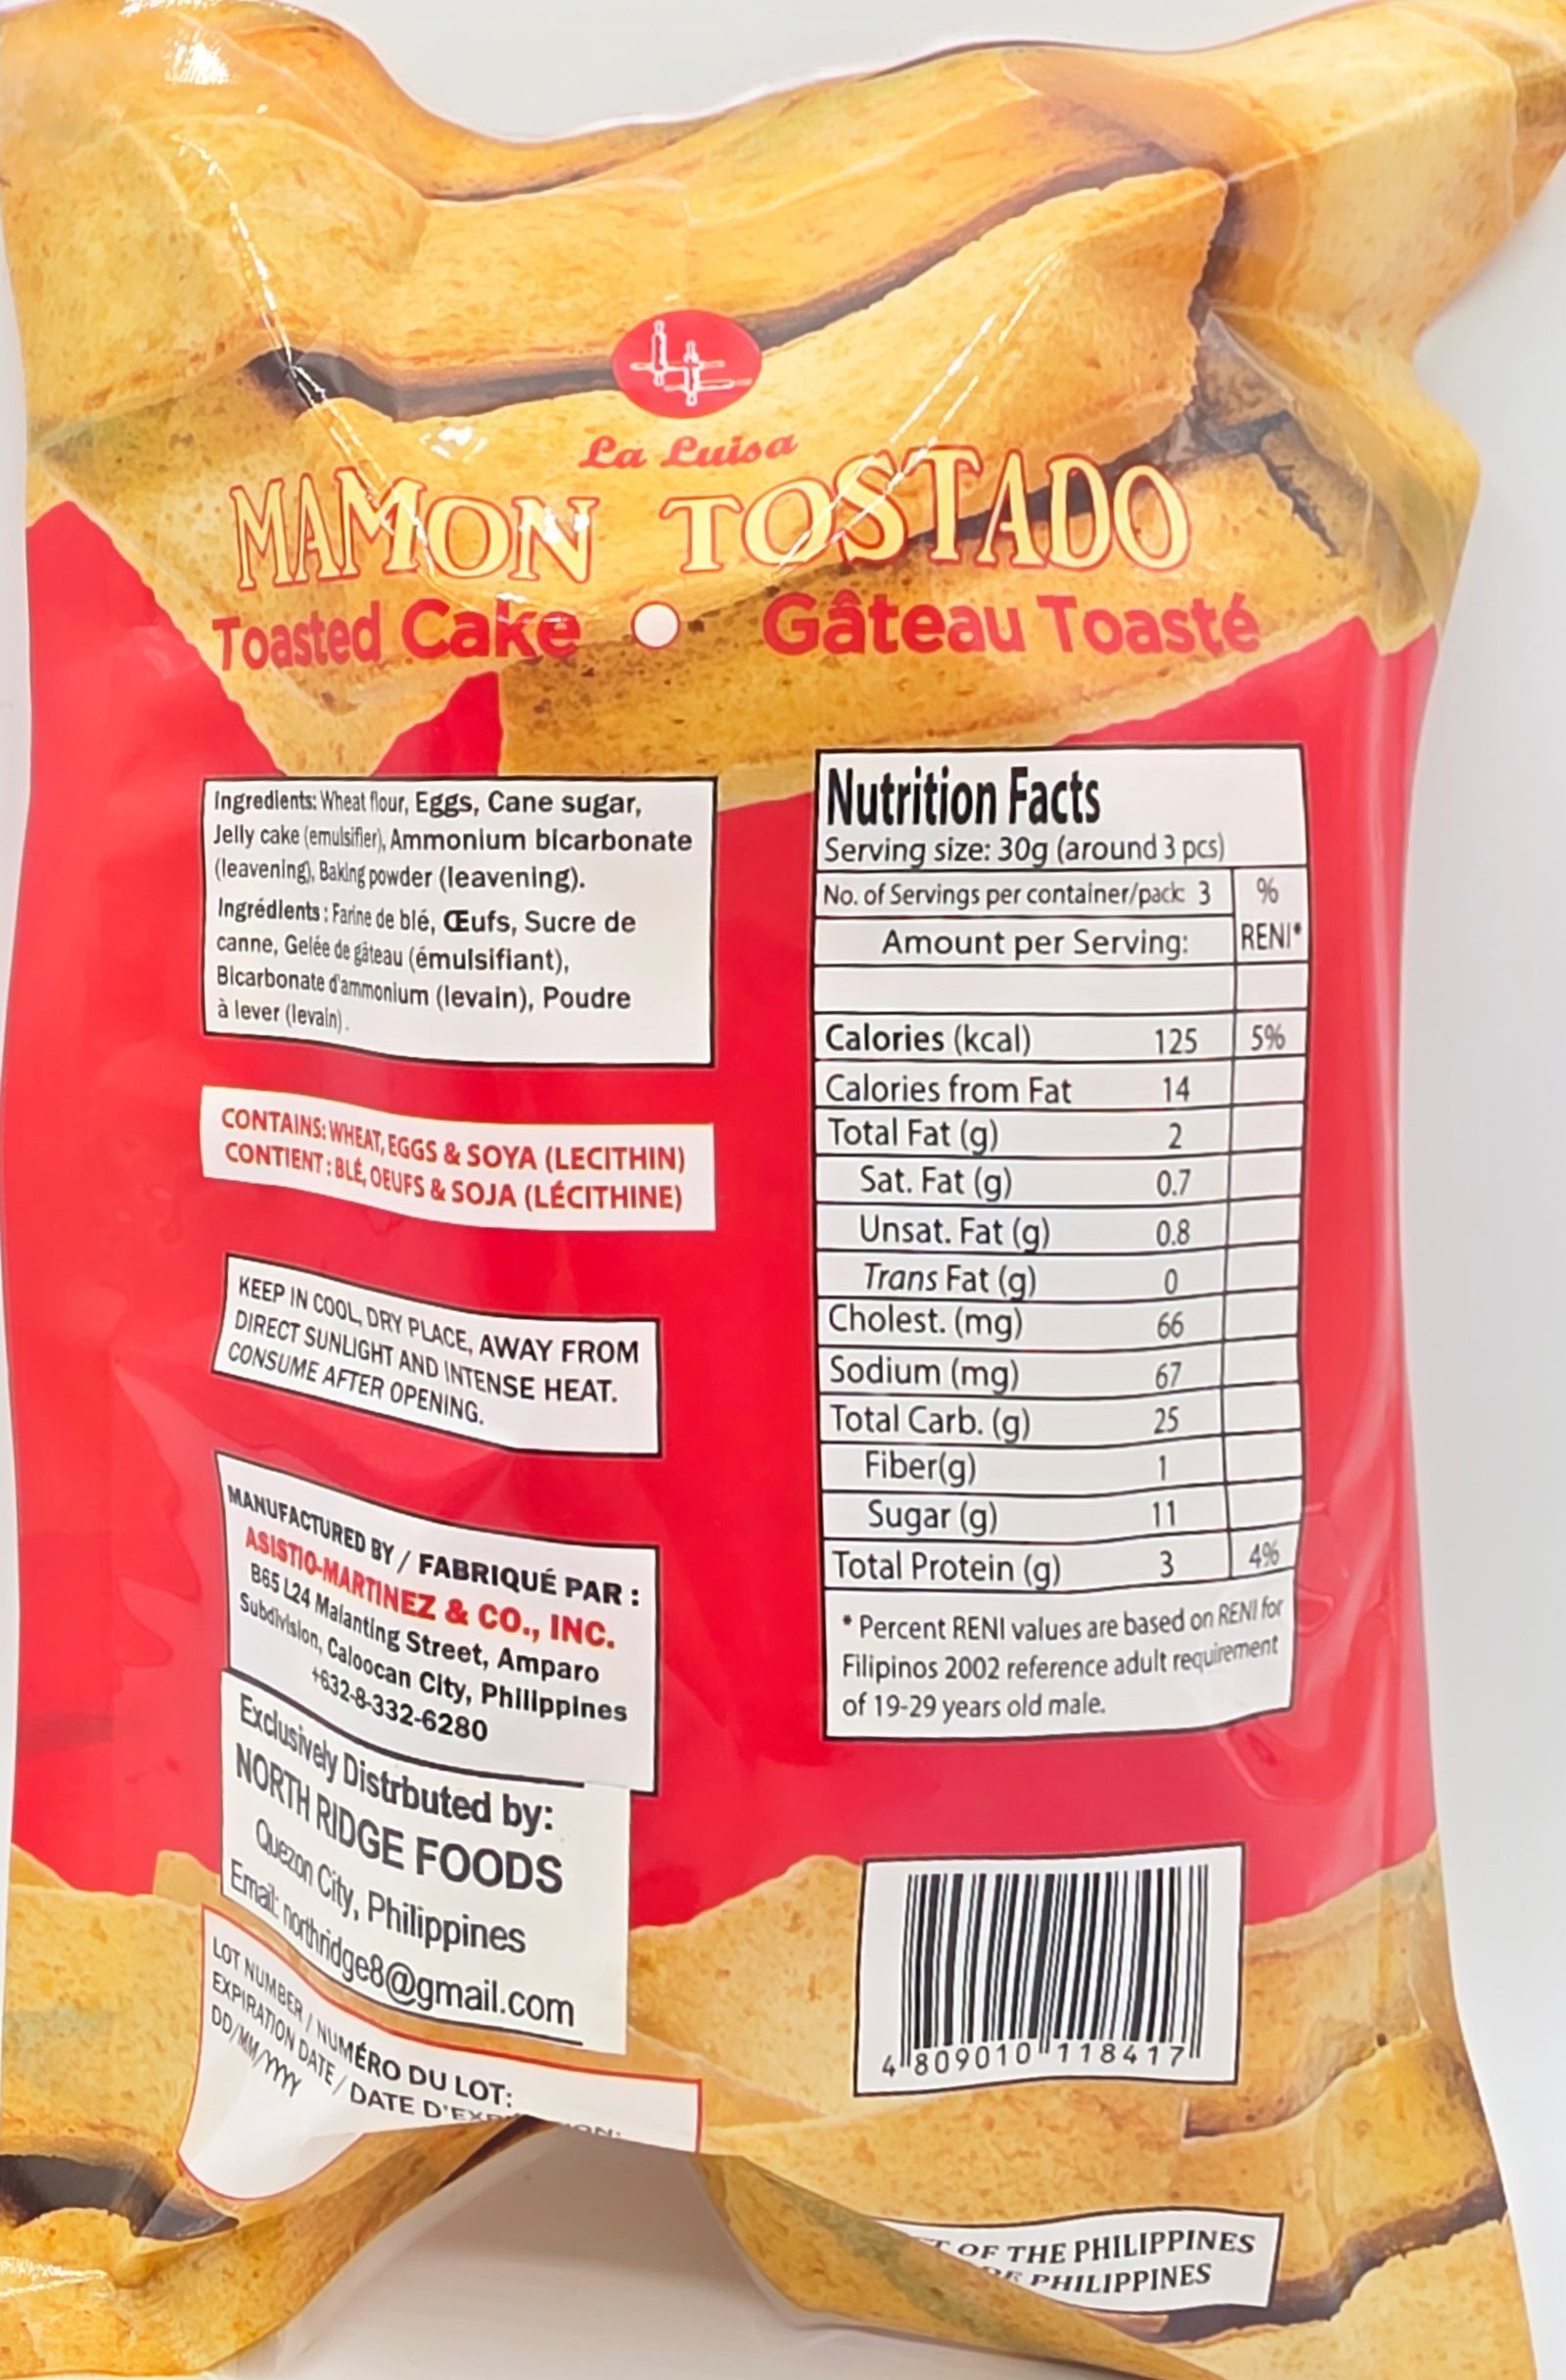 La Luisa
MAMON TOSTADO
Toasted Cake Gâteau Toasté
Ingredients: Wheat flour, Eggs, Cane sugar,
Jelly cake (emulsifier), Ammonium bicarbonate
(leavening), Baking powder (leavening).
Ingrédients : Farine de blé, Œufs, Sucre de
canne, Gelée de gâteau (émulsifiant),
Bicarbonate d'ammonium (levain), Poudre
à lever (levain).
CONTAINS: WHEAT, EGGS & SOYA (LECITHIN)
CONTIENT : BLÉ, OEUFS & SOJA (LÉCITHINE)
KEEP IN COOL, DRY PLACE, AWAY FROM
DIRECT SUNLIGHT AND INTENSE HEAT.
CONSUME AFTER OPENING.
MANUFACTURED BY / FABRIQUÉ PAR :
ASISTIO-MARTINEZ & CO., INC.
B65 L24 Malanting Street, Amparo
Subdivision, Caloocan City, Philippines
+632-8-332-6280
Exclusively Distrbuted by:
NORTH RIDGE FOODS
Quezon City, Philippines
Email: northridge8@gmail.com
LOT NUMBER / NUMÉRO DU LOT:
EXPIRATION DATE / DATE
DD/MM/YYYY
Nutrition Facts
Serving size: 30g (around 3 pcs)
No. of Servings per container/pack: 3 %
Amount per Serving: RENI*
Calories (kcal) 125 5%
Calories from Fat 14
Total Fat (g) 2
Sat. Fat (g) 0.7
Unsat. Fat (g) 0.8
Trans Fat (g) 0
Cholest. (mg) 66
Sodium (mg) 67
Total Carb. (g) 25
Fiber(g) 1
Sugar (g) 11
Total Protein (g) 3 4%
* Percent RENI values are based on RENI for
Filipinos 2002 reference adult requirement
of 19-29 years old male.
4 809010 118417
OF THE PHILIPPINES
PHILIPPINES